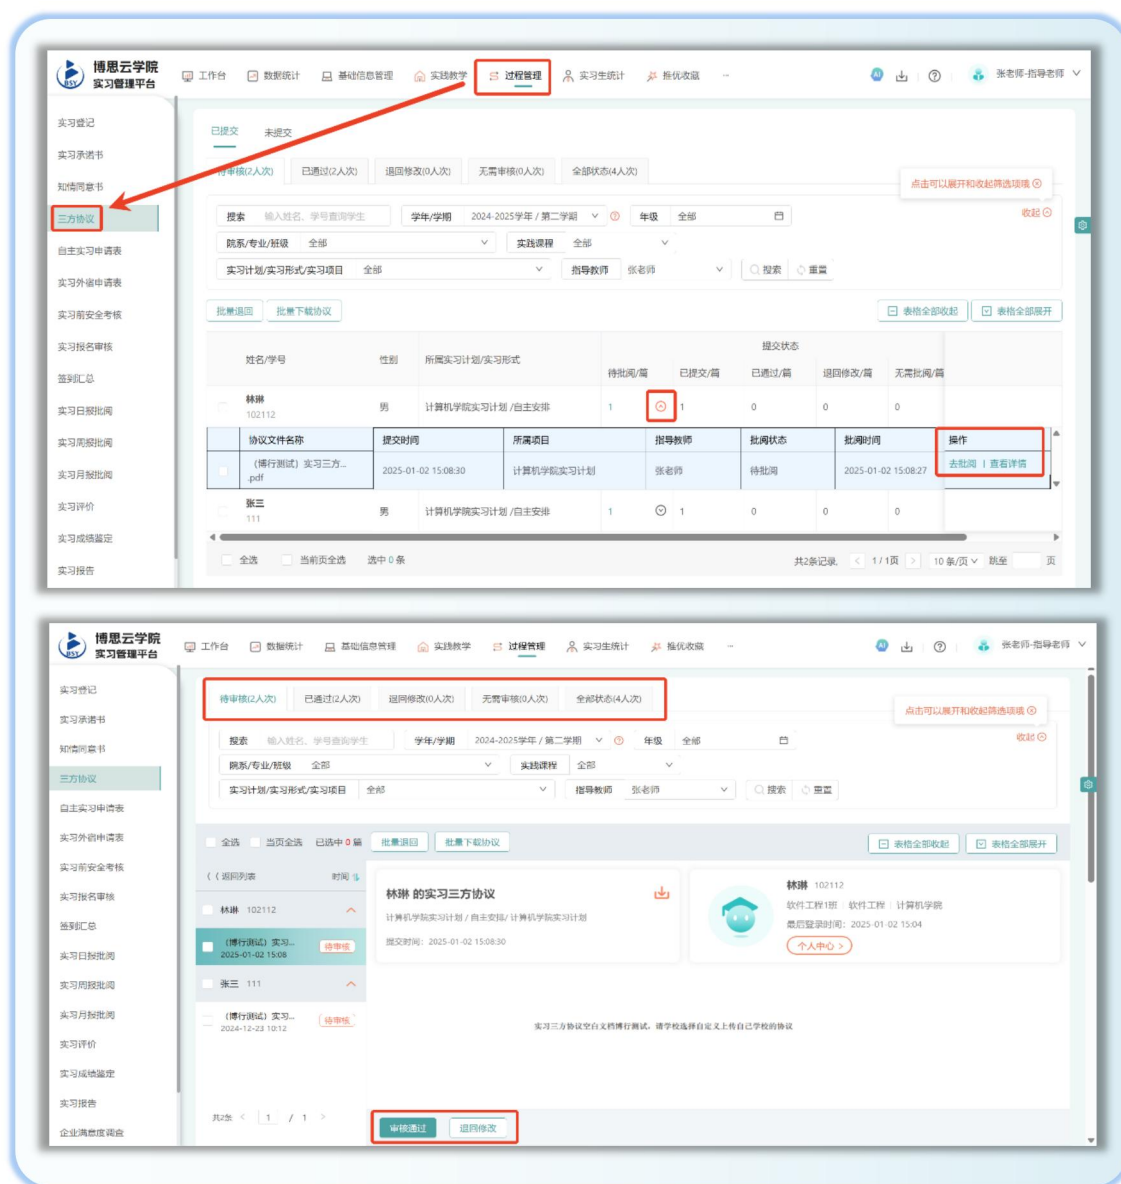 博思云学院
实习管理平台
工作台 数据统计 基础信息管理 实践教学 过程管理 实习生统计 推优收藏 ··· AI 张老师-指导老师
实习登记
实习承诺书
知情同意书
三方协议
自主实习申请表
实习外省申请表
实习前安全考核
实习报名审核
签到汇总
实习日报批阅
实习周报批阅
实习月报批阅
实习评价
实习成绩鉴定
实习报告
已提交 未提交
待审核(2人次) 已通过(2人次) 退回修改(0人次) 无需审核(0人次) 全部状态(4人次)
点击可以展开和收起筛选项哦
搜索 输入姓名、学号查询学生 学年/学期 2024-2025学年 / 第二学期 年级 全部 收起
院系/专业/班级 全部 实践课程 全部
实习计划/实习形式/实习项目 全部 指导教师 张老师 搜索 重置
批量退回 批量下载协议 表格全部收起 表格全部展开
姓名/学号 性别 所属实习计划/实习形式 提交状态
待批阅/篇 已提交/篇 已通过/篇 退回修改/篇 无需批阅/篇
林琳
102112
男 计算机学院实习计划 /自主安排 1 1 0 0 0
协议文件名称 提交时间 所属项目 指导教师 批阅状态 批阅时间 操作
(博行测试) 实习三方...
.pdf
2025-01-02 15:08:30 计算机学院实习计划 张老师 待批阅 2025-01-02 15:08:27 去批阅 | 查看详情
张三
111
男 计算机学院实习计划 /自主安排 1 1 0 0 0
全选 当前页全选 选中 0 条 共2条记录, < 1 / 1页 > 10 条/页 跳至 页
博思云学院
实习管理平台
工作台 数据统计 基础信息管理 实践教学 过程管理 实习生统计 推优收藏 ··· AI 张老师-指导老师
实习登记
实习承诺书
知情同意书
三方协议
自主实习申请表
实习外省申请表
实习前安全考核
实习报名审核
签到汇总
实习日报批阅
实习周报批阅
实习月报批阅
实习评价
实习成绩鉴定
实习报告
企业满意度调查
待审核(2人次) 已通过(2人次) 退回修改(0人次) 无需审核(0人次) 全部状态(4人次)
点击可以展开和收起筛选项哦
搜索 输入姓名、学号查询学生 学年/学期 2024-2025学年 / 第二学期 年级 全部 收起
院系/专业/班级 全部 实践课程 全部
实习计划/实习形式/实习项目 全部 指导教师 张老师 搜索 重置
全选 当页全选 已选中 0 篇 批量退回 批量下载协议 表格全部收起 表格全部展开
返回列表 时间
林琳 102112
(博行测试) 实习...
2025-01-02 15:08
待审核
张三 111
(博行测试) 实习...
2024-12-23 10:12
待审核
共2条 < 1 / 1 >
林琳 的实习三方协议
计算机学院实习计划 / 自主安排/ 计算机学院实习计划
提交时间: 2025-01-02 15:08:30
林琳 102112
软件工程1班 | 软件工程 | 计算机学院
最后登录时间: 2025-01-02 15:04
个人中心 >
实习三方协议空白文档博行测试, 请学校选择自定义上传自己学校的协议
审核通过 退回修改